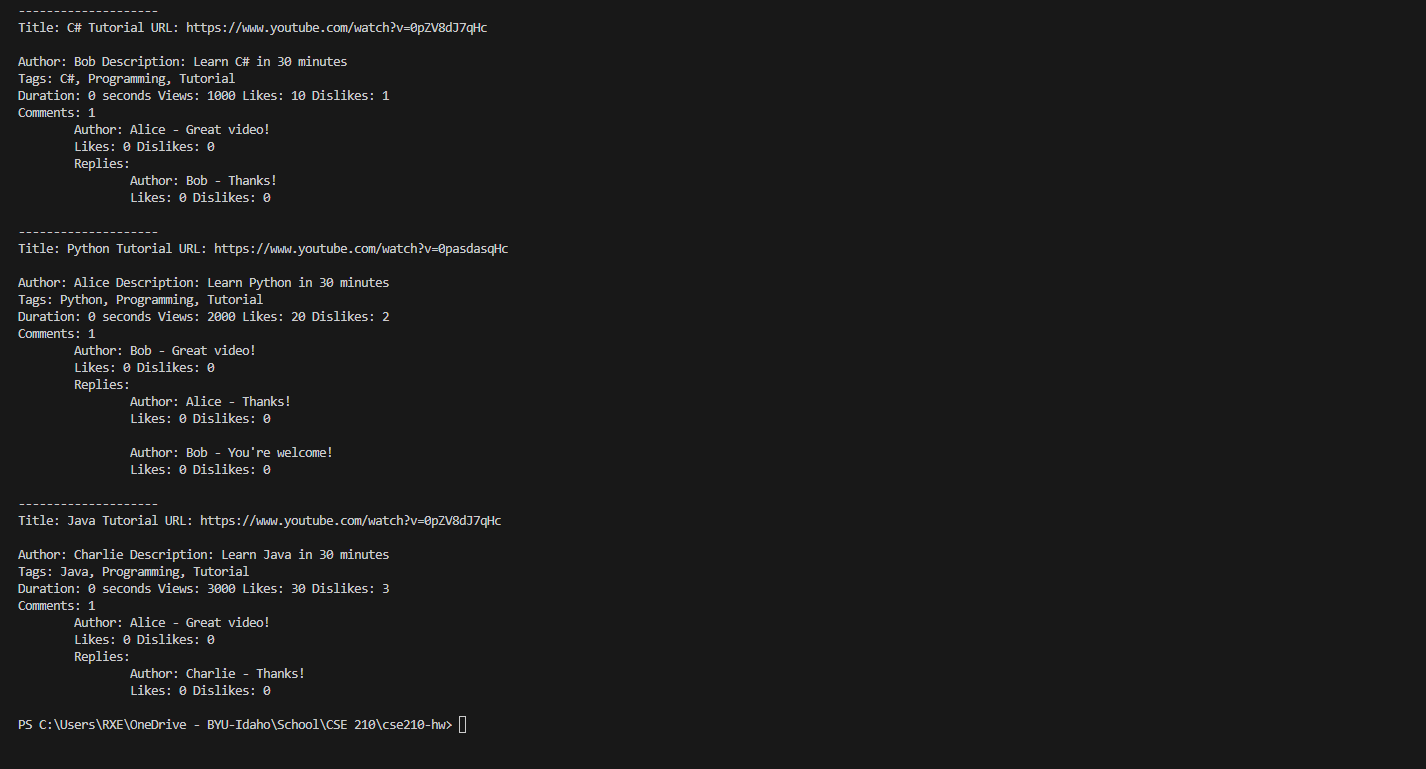 --------------------
Title: C# Tutorial URL: https://www.youtube.com/watch?v=0pZV8dJ7qHc
Author: Bob Description: Learn C# in 30 minutes
Tags: C#, Programming, Tutorial
Duration: 0 seconds Views: 1000 Likes: 10 Dislikes: 1
Comments: 1
Author: Alice - Great video!
Likes: 0 Dislikes: 0
Replies:
Author: Bob - Thanks!
Likes: 0 Dislikes: 0
--------------------
Title: Python Tutorial URL: https://www.youtube.com/watch?v=0pasdasqHc
Author: Alice Description: Learn Python in 30 minutes
Tags: Python, Programming, Tutorial
Duration: 0 seconds Views: 2000 Likes: 20 Dislikes: 2
Comments: 1
Author: Bob - Great video!
Likes: 0 Dislikes: 0
Replies:
Author: Alice - Thanks!
Likes: 0 Dislikes: 0
Author: Bob - You're welcome!
Likes: 0 Dislikes: 0
--------------------
Title: Java Tutorial URL: https://www.youtube.com/watch?v=0pZV8dJ7qHc
Author: Charlie Description: Learn Java in 30 minutes
Tags: Java, Programming, Tutorial
Duration: 0 seconds Views: 3000 Likes: 30 Dislikes: 3
Comments: 1
Author: Alice - Great video!
Likes: 0 Dislikes: 0
Replies:
Author: Charlie - Thanks!
Likes: 0 Dislikes: 0
PS C:\Users\RXE\OneDrive - BYU-Idaho\School\CSE 210\cse210-hw>